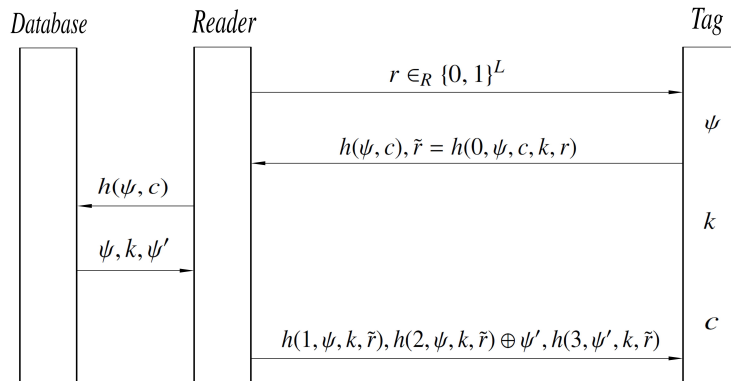 Database Reader Tag
r ∈_R {0, 1}^L
ψ
h(ψ, c), r̃ = h(0, ψ, c, k, r)
h(ψ, c)
k
ψ, k, ψ′
c
h(1, ψ, k, r̃), h(2, ψ, k, r̃) ⊕ ψ′, h(3, ψ′, k, r̃)